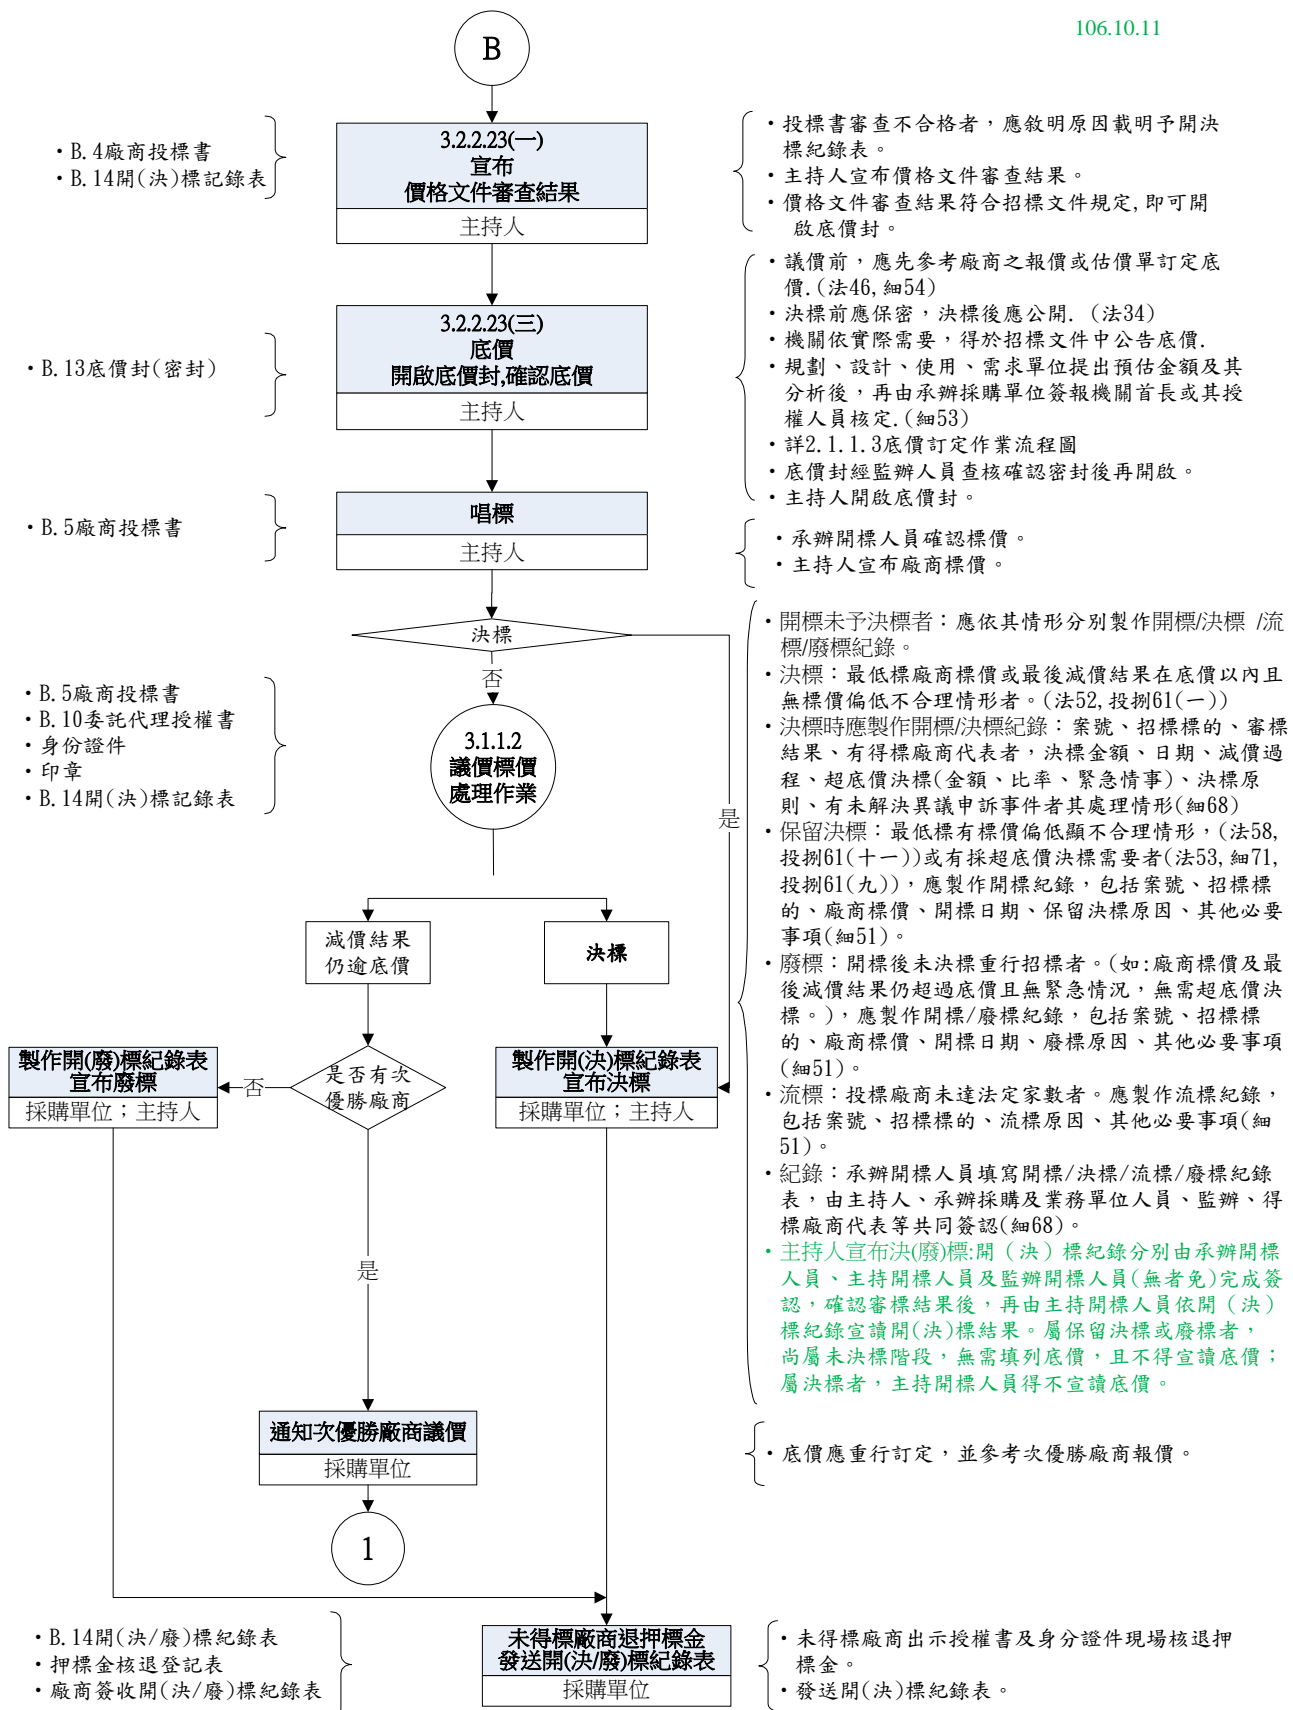 106.10.11
B
・B.4廠商投標書
・B.14開(決)標記錄表
3.2.2.23(一)
宣布
價格文件審查結果
主持人
・投標書審查不合格者，應敘明原因載明予開決
標紀錄表。
・主持人宣布價格文件審查結果。
・價格文件審查結果符合招標文件規定,即可開
啟底價封。
・B.13底價封(密封)
3.2.2.23(三)
底價
開啟底價封,確認底價
主持人
・議價前，應先參考廠商之報價或估價單訂定底
價.(法46,細54)
・決標前應保密，決標後應公開. (法34)
・機關依實際需要，得於招標文件中公告底價.
・規劃、設計、使用、需求單位提出預估金額及其
分析後，再由承辦採購單位簽報機關首長或其授
權人員核定.(細53)
・詳2.1.1.3底價訂定作業流程圖
・底價封經監辦人員查核確認密封後再開啟。
・主持人開啟底價封。
・B.5廠商投標書
唱標
主持人
・承辦開標人員確認標價。
・主持人宣布廠商標價。
決標
否
是
・B.5廠商投標書
・B.10委託代理授權書
・身份證件
・印章
・B.14開(決)標記錄表
3.1.1.2
議價標價
處理作業
減價結果
仍逾底價
決標
製作開(廢)標紀錄表
宣布廢標
採購單位；主持人
否
是否有次
優勝廠商
製作開(決)標紀錄表
宣布決標
採購單位；主持人
是
・開標未予決標者：應依其情形分別製作開標/決標 /流
標/廢標紀錄。
・決標：最低標廠商標價或最後減價結果在底價以內且
無標價偏低不合理情形者。(法52,投捌61(一))
・決標時應製作開標/決標紀錄：案號、招標標的、審標
結果、有得標廠商代表者，決標金額、日期、減價過
程、超底價決標(金額、比率、緊急情事)、決標原
則、有未解決異議申訴事件者其處理情形(細68)
・保留決標：最低標有標價偏低顯不合理情形，(法58,
投捌61(十一))或有採超底價決標需要者(法53,細71,
投捌61(九))，應製作開標紀錄，包括案號、招標標
的、廠商標價、開標日期、保留決標原因、其他必要
事項(細51)。
・廢標：開標後未決標重行招標者。(如:廠商標價及最
後減價結果仍超過底價且無緊急情況，無需超底價決
標。)，應製作開標/廢標紀錄，包括案號、招標標
的、廠商標價、開標日期、廢標原因、其他必要事項
(細51)。
・流標：投標廠商未達法定家數者。應製作流標紀錄，
包括案號、招標標的、流標原因、其他必要事項(細
51)。
・紀錄：承辦開標人員填寫開標/決標/流標/廢標紀錄
表，由主持人、承辦採購及業務單位人員、監辦、得
標廠商代表等共同簽認(細68)。
・主持人宣布決(廢)標:開（決）標紀錄分別由承辦開標
人員、主持開標人員及監辦開標人員(無者免)完成簽
認，確認審標結果後，再由主持開標人員依開（決）
標紀錄宣讀開(決)標結果。屬保留決標或廢標者，
尚屬未決標階段，無需填列底價，且不得宣讀底價；
屬決標者，主持開標人員得不宣讀底價。
通知次優勝廠商議價
採購單位
・底價應重行訂定，並參考次優勝廠商報價。
1
・B.14開(決/廢)標紀錄表
・押標金核退登記表
・廠商簽收開(決/廢)標紀錄表
未得標廠商退押標金
發送開(決/廢)標紀錄表
採購單位
・未得標廠商出示授權書及身分證件現場核退押
標金。
・發送開(決)標紀錄表。